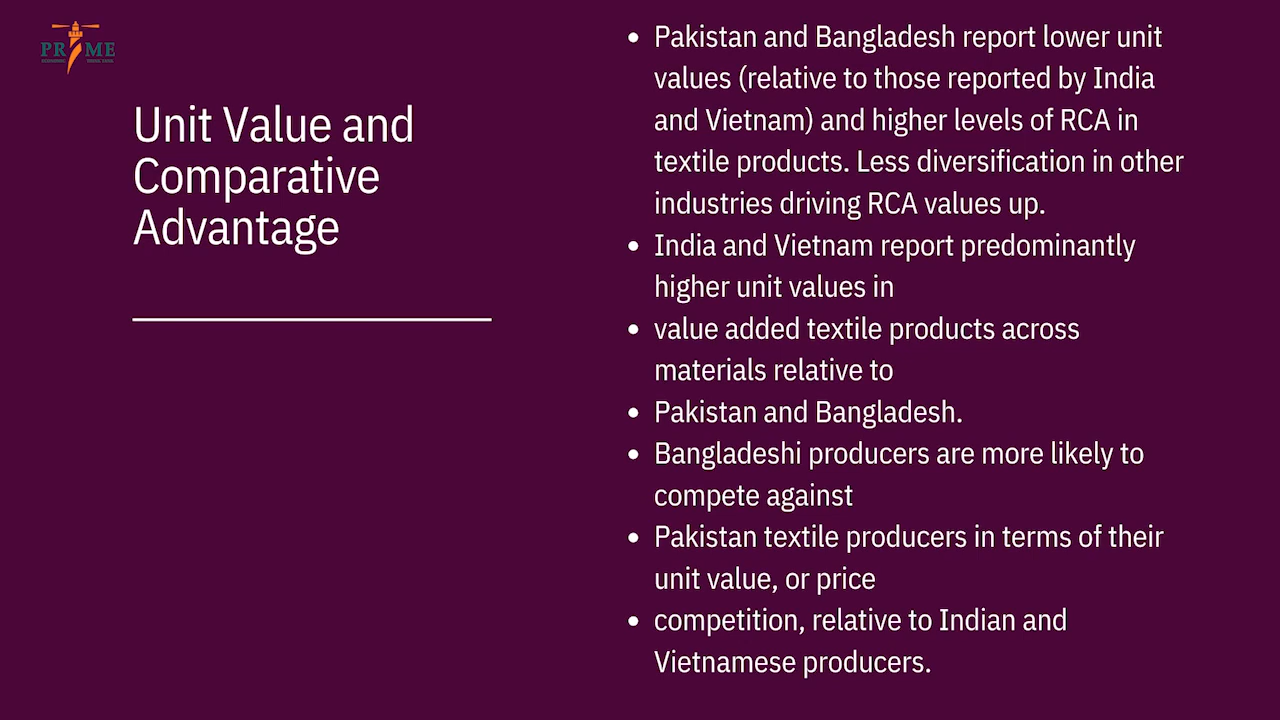 PRIME
Unit Value and
Comparative
Advantage
• Pakistan and Bangladesh report lower unit
values (relative to those reported by India
and Vietnam) and higher levels of RCA in
textile products. Less diversification in other
industries driving RCA values up.
• India and Vietnam report predominantly
higher unit values in
• value added textile products across
materials relative to
• Pakistan and Bangladesh.
• Bangladeshi producers are more likely to
compete against
• Pakistan textile producers in terms of their
unit value, or price
• competition, relative to Indian and
Vietnamese producers.